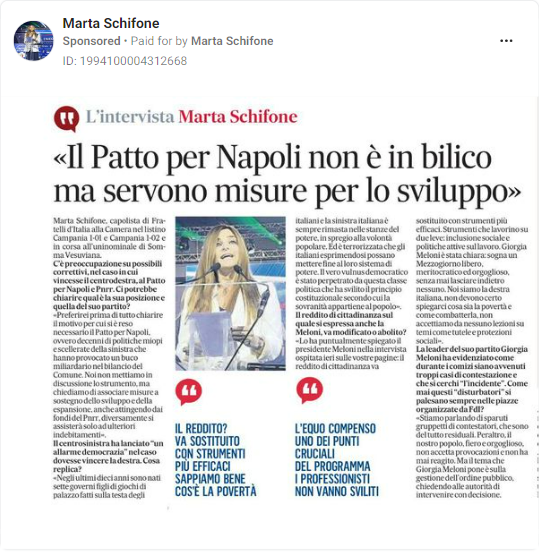 Marta Schifone
Sponsored • Paid for by Marta Schifone
ID: 1994100004312668
L'intervista Marta Schifone
«Il Patto per Napoli non è in bilico
ma servono misure per lo sviluppo»
Marta Schifone, capolista di Fra-
telli d'Italia alla Camera nel listino
Campania 1-01 e Campania 1-02 e
in corsa all'uninominale di Som-
ma Vesuviana.
C'è preoccupazione su possibili
correttivi, nel caso in cui
vincesse il centrodestra, al Patto
per Napoli e Pnrr. Ci potrebbe
chiarire qual è la sua posizione e
quella del suo partito?
«Preferirei prima di tutto chiarire
il motivo per cui si è reso
necessario il Patto per Napoli,
ovvero decenni di politiche miopi
e scellerate della sinistra che
hanno provocato un buco
miliardario nel bilancio del
Comune. Noi non mettiamo in
discussione lo strumento, ma
chiediamo di associare misure a
sostegno dello sviluppo e della
espansione, anche attingendo dai
fondi del Pnrr, diversamente si
assisterà solo ad ulteriori
indebitamenti».
Il centrosinistra ha lanciato "un
allarme democrazia" nel caso
dovesse vincere la destra. Cosa
replica?
«Negli ultimi dieci anni sono nati
sette governi figli di giochi di
palazzo fatti sulla testa degli
IL REDDITO?
VA SOSTITUITO
CON STRUMENTI
PIÙ EFFICACI
SAPPIAMO BENE
COS'È LA POVERTÀ
italiani e la sinistra italiana è
sempre rimasta nelle stanze del
potere, in spregio alla volontà
popolare. Ed è terrorizzata che gli
italiani esprimendosi possano
mettere fine al loro sistema di
potere. Il vero vulnus democratico
è stato perpetrato da questa classe
politica che ha svilito il principio
costituzionale secondo cui la
sovranità appartiene al popolo».
Il reddito di cittadinanza sul
quale si è espressa anche la
Meloni, va modificato o abolito?
«Lo ha puntualmente spiegato il
presidente Meloni nella intervista
ospitata ieri sulle vostre pagine: il
reddito di cittadinanza va
L'EQUO COMPENSO
UNO DEI PUNTI
CRUCIALI
DEL PROGRAMMA
I PROFESSIONISTI
NON VANNO SVILITI
sostituito con strumenti più
efficaci. Strumenti che lavorino su
due leve: inclusione sociale e
politiche attive sul lavoro. Giorgia
Meloni è stata chiara: sogna un
Mezzogiorno libero,
meritocratico ed orgoglioso,
senza mai lasciare indietro
nessuno. Noi siamo la destra
italiana, non devono certo
spiegarci cosa sia la povertà e
come combatterla, non
accettiamo da nessuno lezioni su
temi come tutele e protezioni
sociali».
La leader del suo partito Giorgia
Meloni ha evidenziato come
durante i comizi siano avvenuti
troppi casi di contestazione e
che si cerchi "l'incidente". Come
mai questi "disturbatori" si
palesano sempre nelle piazze
organizzate da FdI?
«Stiamo parlando di sparuti
gruppetti di contestatori, che sono
del tutto residuali. Peraltro, il
nostro popolo, fiero e orgoglioso,
non accetta provocazioni e non ha
mai reagito. Ma il tema che
Giorgia Meloni pone è sulla
gestione dell'ordine pubblico,
chiedendo alle autorità di
intervenire con decisione.